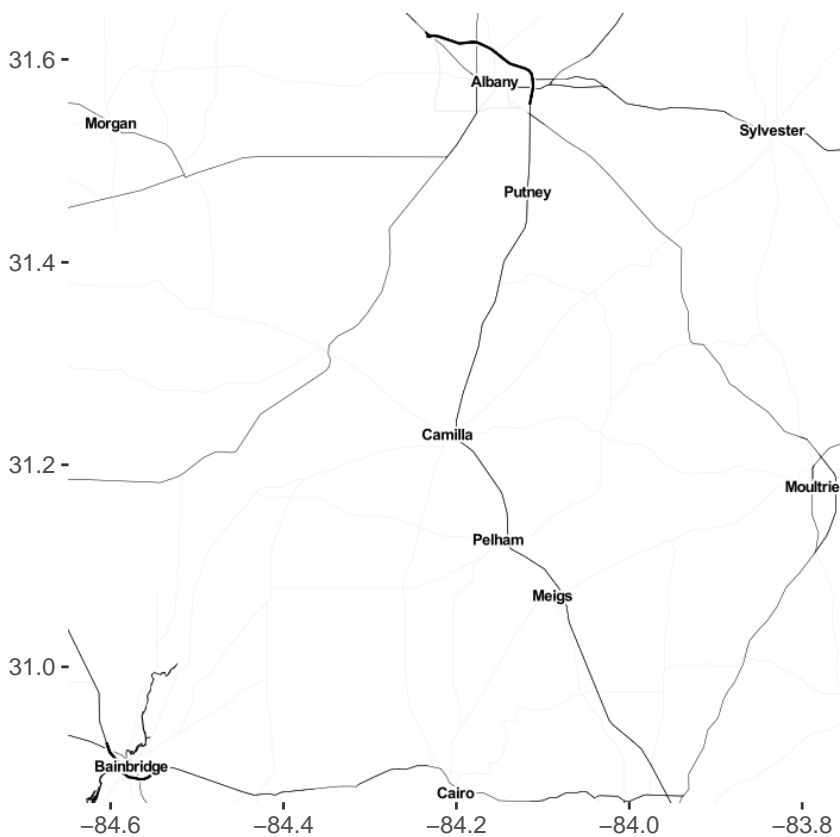 31.6
Albany
Morgan
Sylvester
Putney
31.4
Camilla
31.2
Moultrie
Pelham
Meigs
31.0
Bainbridge
Cairo
−84.6 −84.4 −84.2 −84.0 −83.8